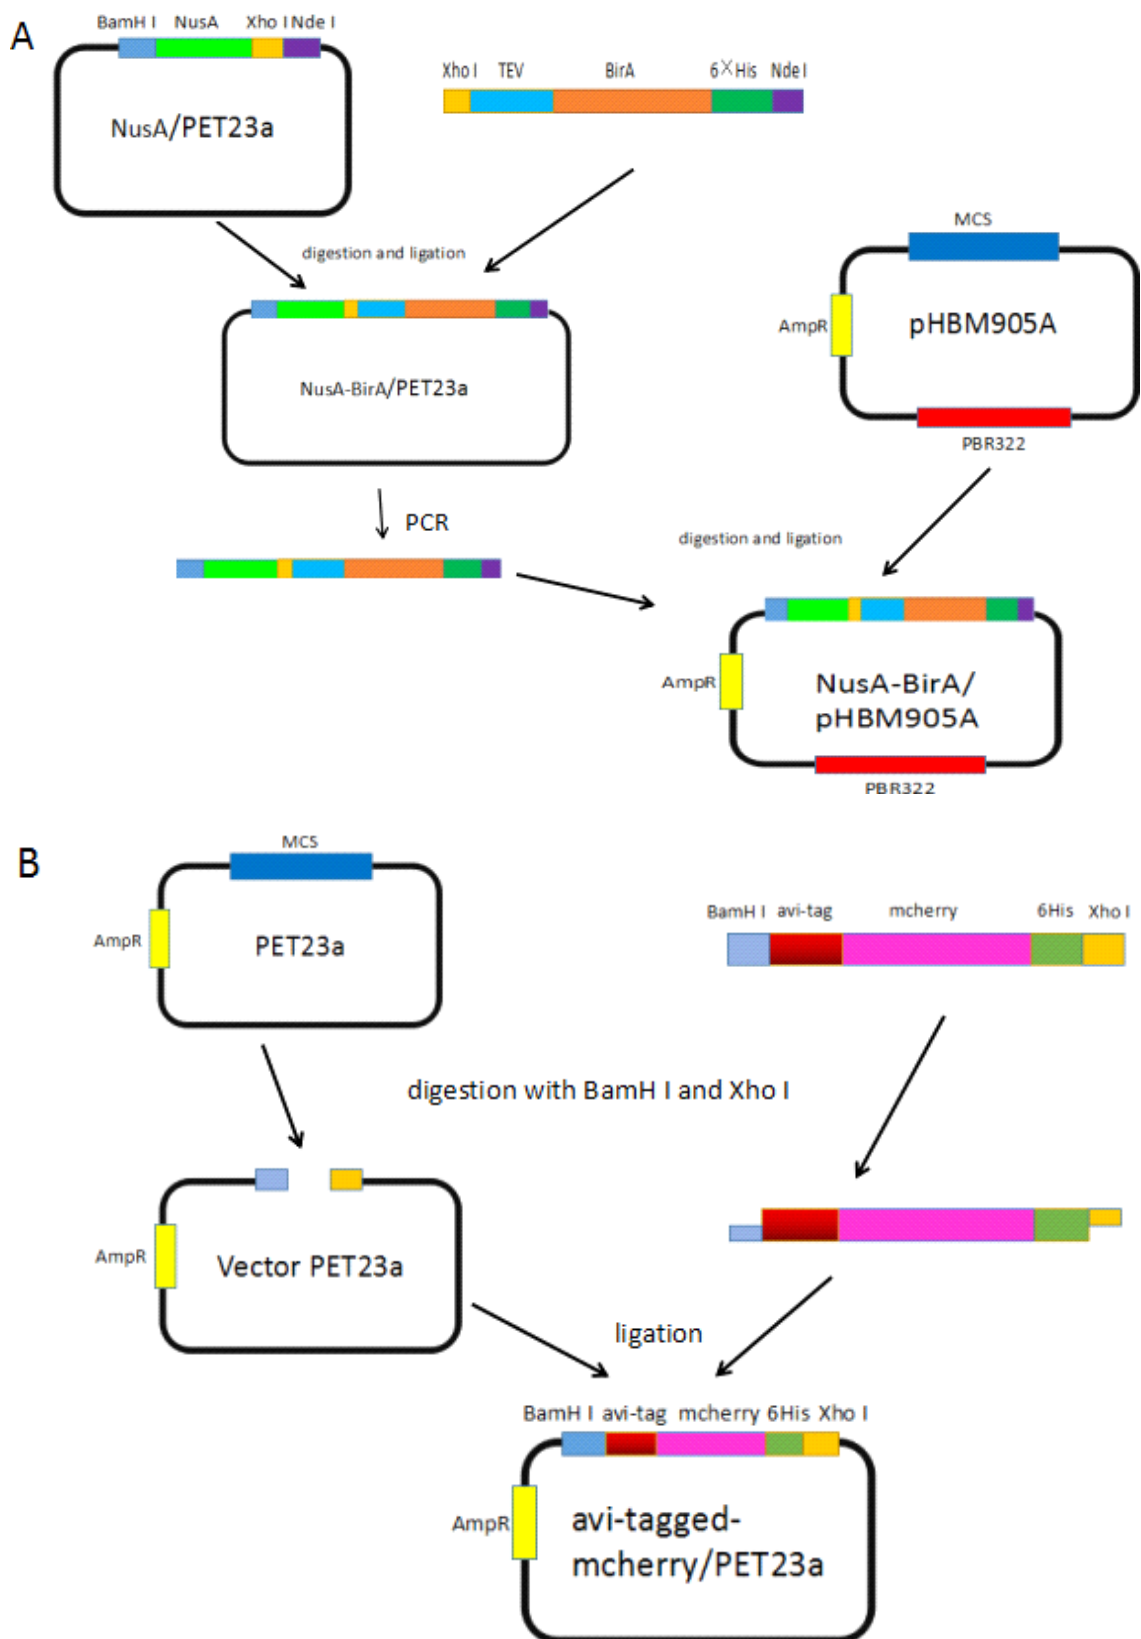 A
BamH I NusA Xho I Nde I
NusA/PET23a
Xho I TEV BirA 6×His Nde I
digestion and ligation
NusA-BirA/PET23a
MCS
AmpR
pHBM905A
PBR322
PCR
digestion and ligation
AmpR
NusA-BirA/
pHBM905A
PBR322
B
MCS
AmpR
PET23a
BamH I avi-tag mcherry 6His Xho I
digestion with BamH I and Xho I
AmpR
Vector PET23a
ligation
BamH I avi-tag mcherry 6His Xho I
AmpR
avi-tagged-
mcherry/PET23a